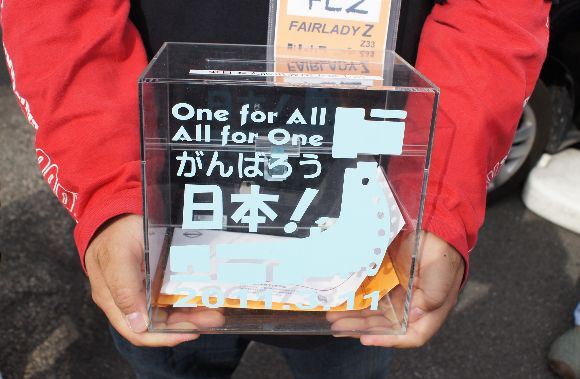 FAIRLADY Z
Z33
One for All
All for One
がんばろう
日本!
2011.3.11